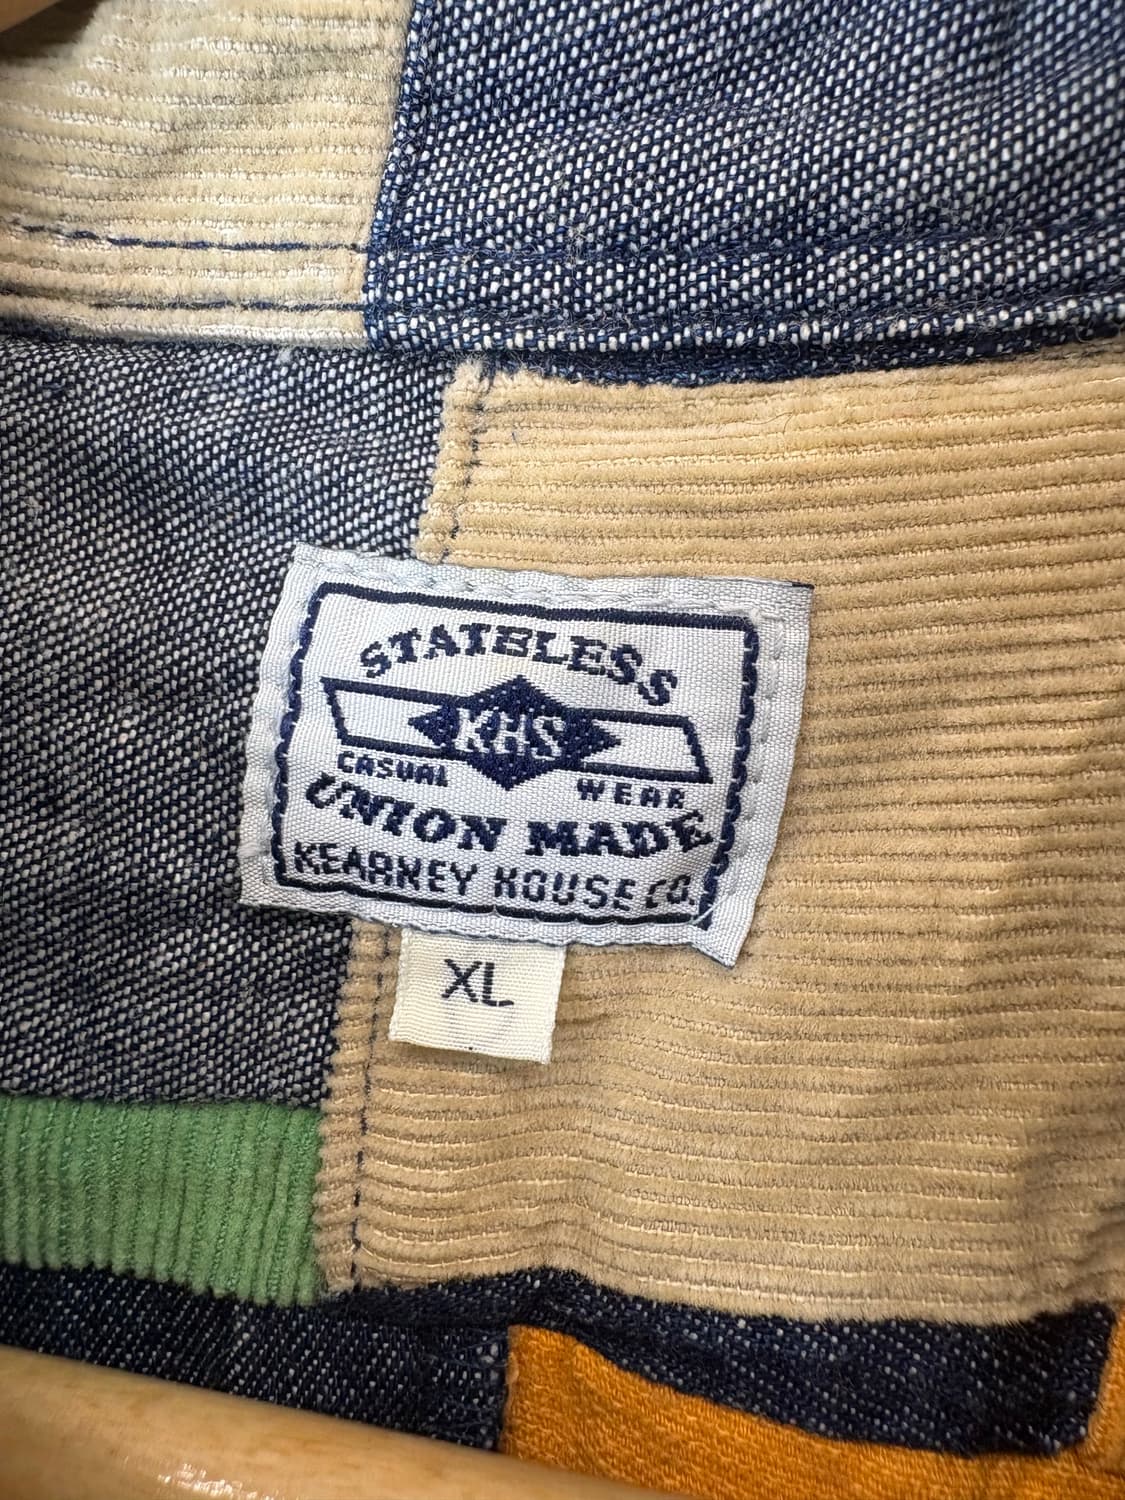 STATELESS
KHS
CASUAL WEAR
UNION MADE
KEARNEY HOUSE CO.
XL